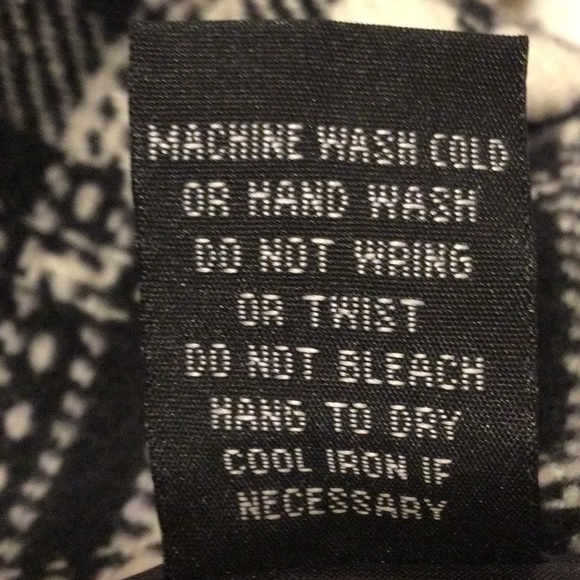 MACHINE WASH COLD
OR HAND WASH
DO NOT WRING
OR TWIST
DO NOT BLEACH
HANG TO DRY
COOL IRON IF
NECESSARY